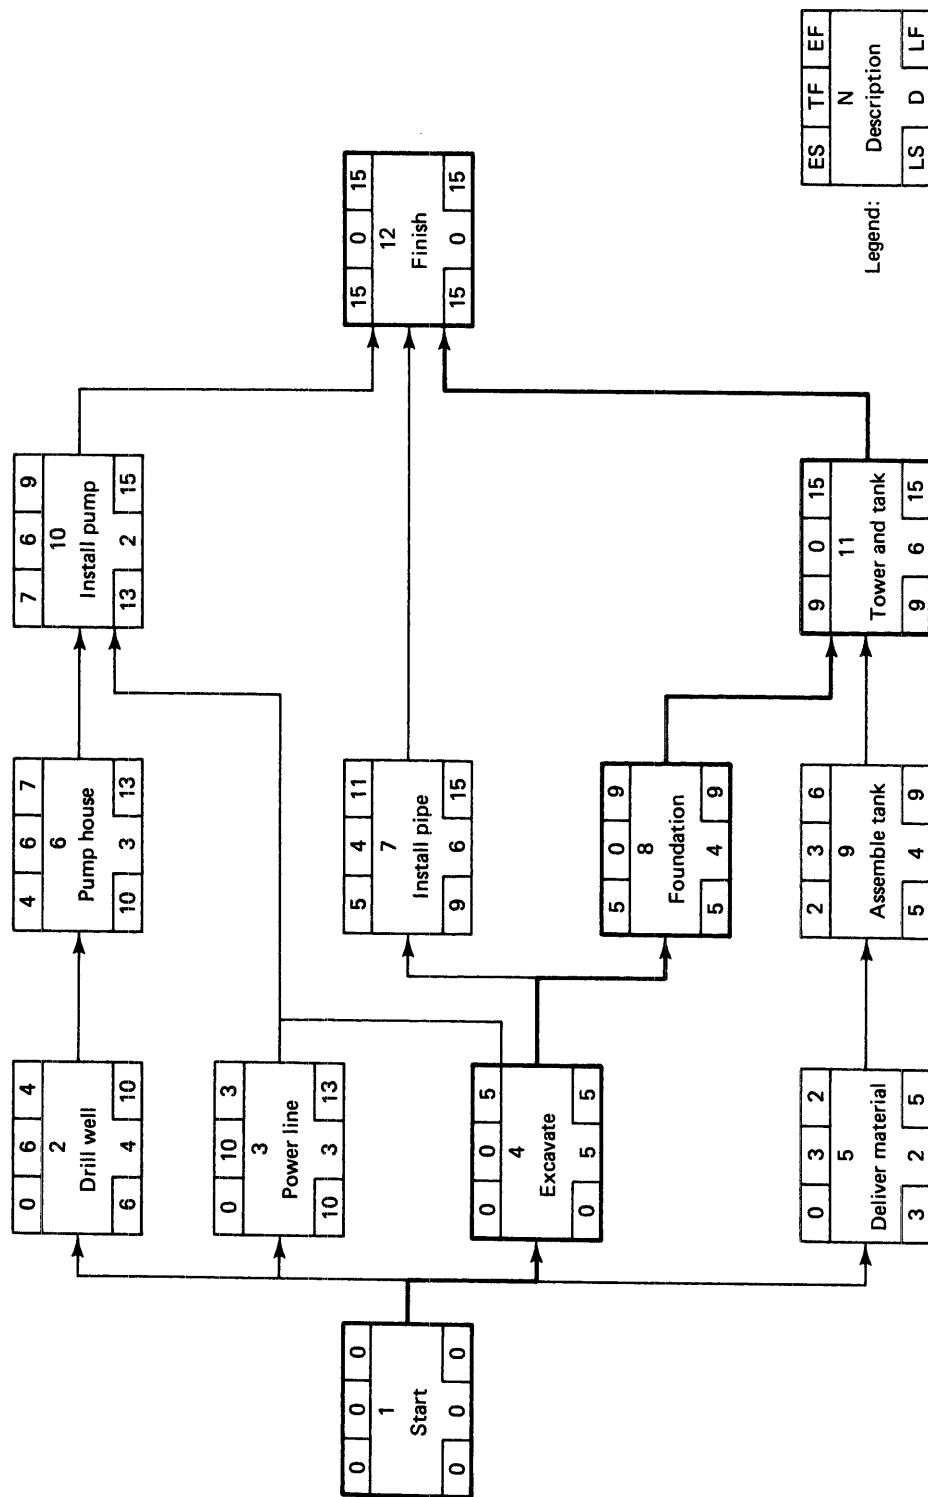 0 0 0
1
Start
0 0 0
0 6 4
2
Drill well
6 4 10
0 10 3
3
Power line
10 3 13
0 0 5
4
Excavate
0 5 5
0 3 2
5
Deliver material
3 2 5
4 6 7
6
Pump house
10 3 13
5 4 11
7
Install pipe
9 6 15
5 0 9
8
Foundation
5 4 9
2 3 6
9
Assemble tank
5 4 9
7 6 9
10
Install pump
13 2 15
9 0 15
11
Tower and tank
9 6 15
15 0 15
12
Finish
15 0 15
Legend:
ES TF EF
N
Description
LS D LF